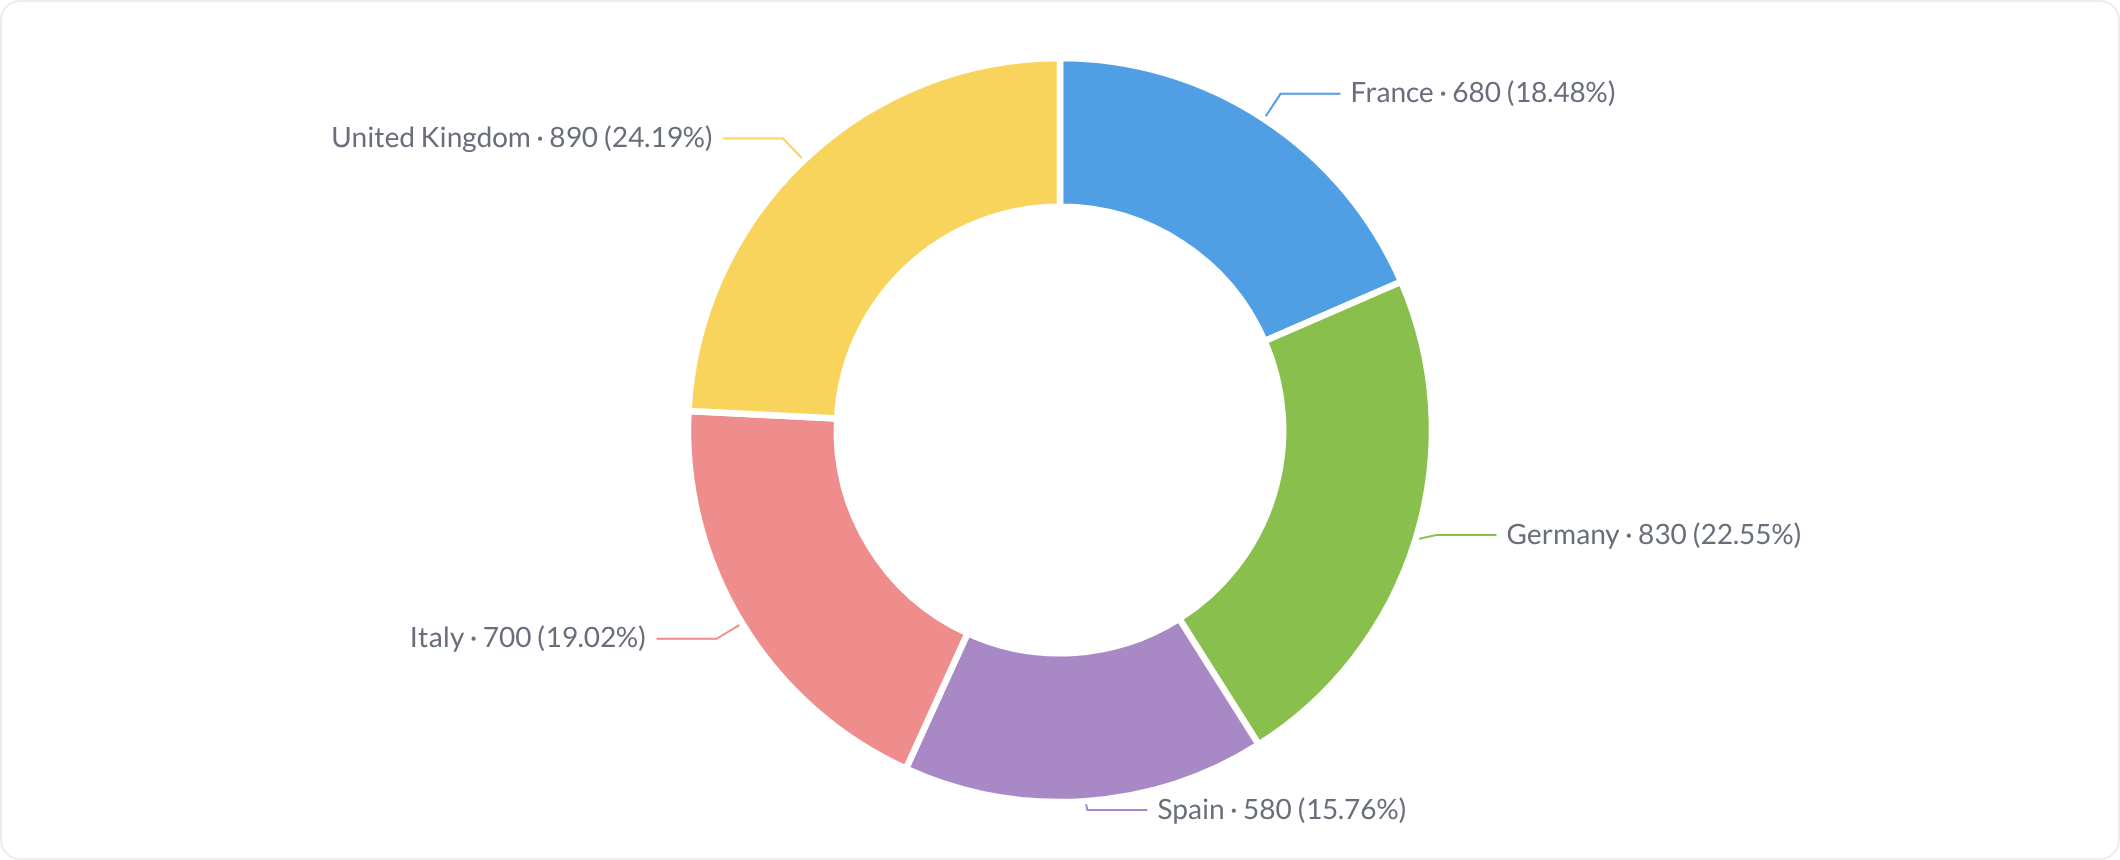 France · 680 (18.48%)
United Kingdom · 890 (24.19%)
Germany · 830 (22.55%)
Italy · 700 (19.02%)
Spain · 580 (15.76%)